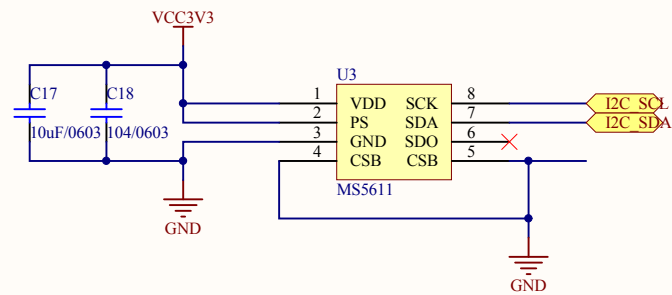 VCC3V3
U3
C17
C18
10uF/0603
104/0603
1 VDD SCK 8
2 PS SDA 7
3 GND SDO 6
4 CSB CSB 5
I2C_SCL
I2C_SDA
MS5611
GND
GND